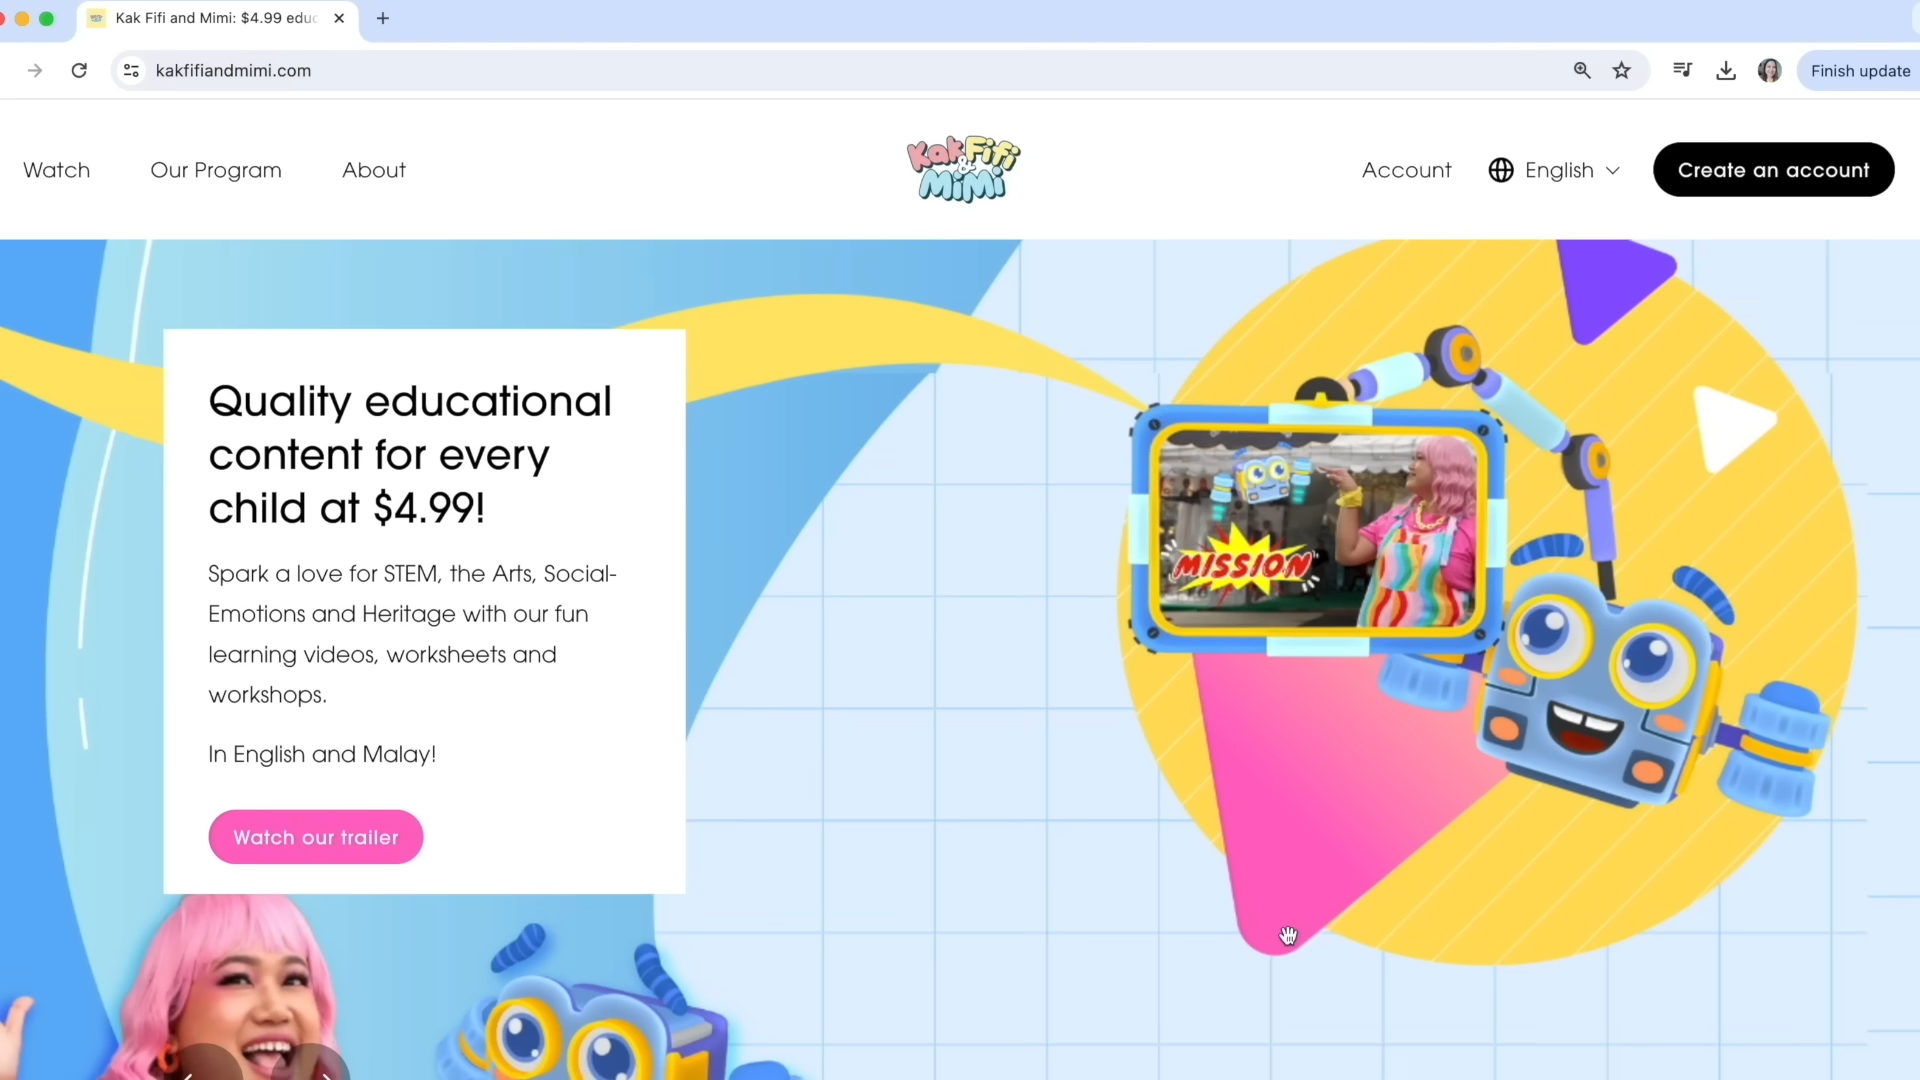 Kak Fifi and Mimi: $4.99 educ
kakfifiandmimi.com
Finish update
Watch
Our Program
About
Kak Fifi
&
MiMi
Account
English
Create an account
Quality educational
content for every
child at $4.99!
Spark a love for STEM, the Arts, Social-
Emotions and Heritage with our fun
learning videos, worksheets and
workshops.
In English and Malay!
Watch our trailer
MISSION